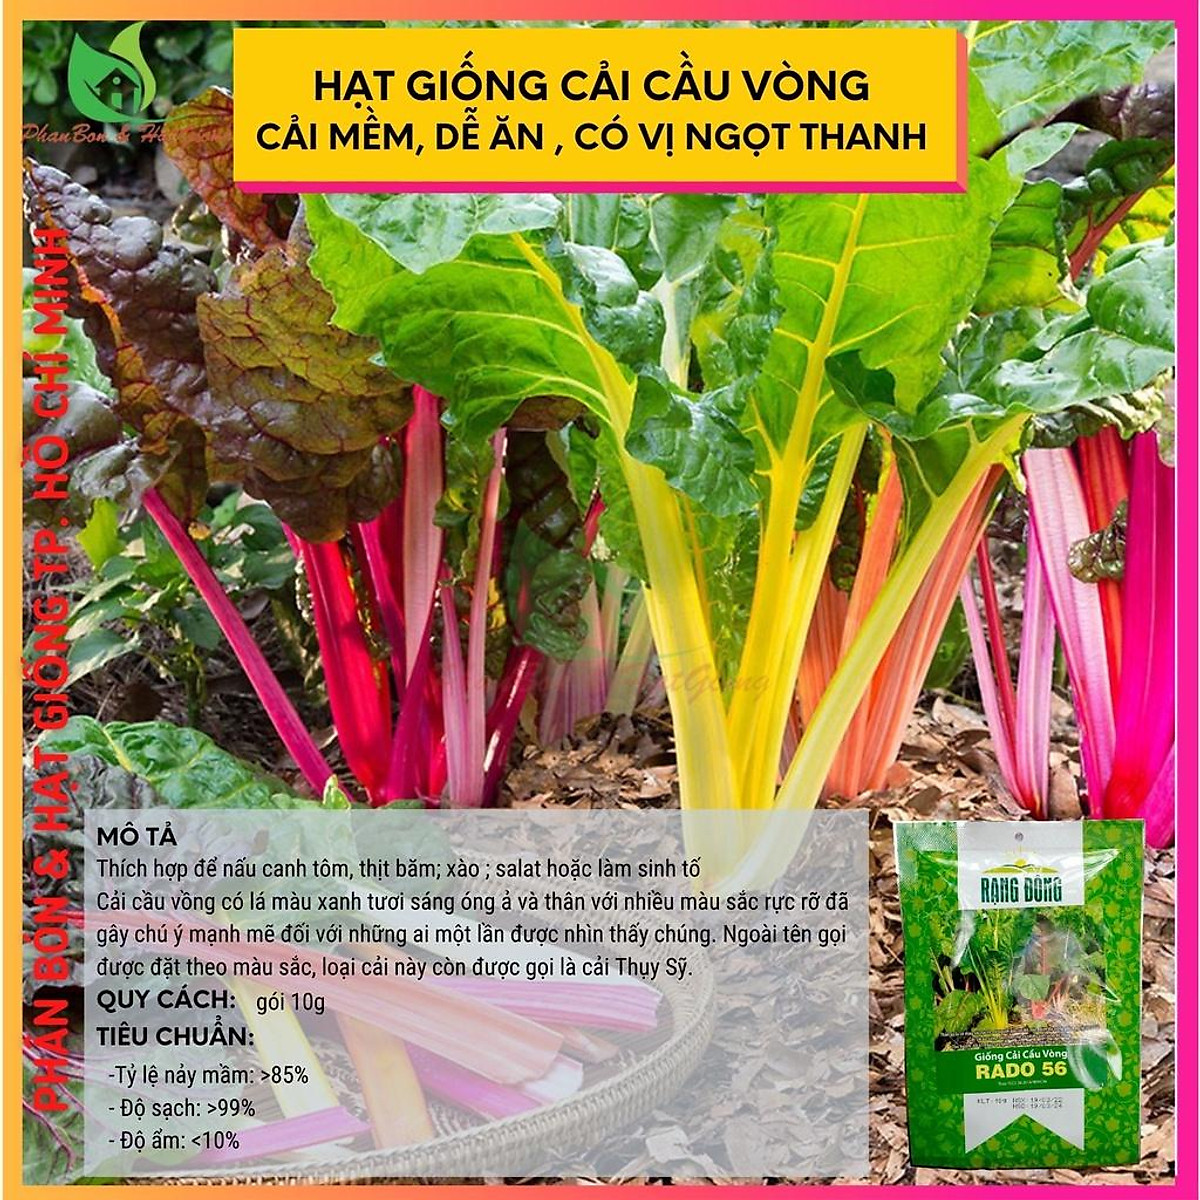 HẠT GIỐNG CẢI CẦU VÒNG
CẢI MỀM, DỄ ĂN , CÓ VỊ NGỌT THANH
PHÂN BÓN & HẠT GIỐNG TP. HỒ CHÍ MINH
MÔ TẢ
Thích hợp để nấu canh tôm, thịt băm; xào ; salat hoặc làm sinh tố
Cải cầu vồng có lá màu xanh tươi sáng óng ả và thân với nhiều màu sắc rực rỡ đã
gây chú ý mạnh mẽ đối với những ai một lần được nhìn thấy chúng. Ngoài tên gọi
được đặt theo màu sắc, loại cải này còn được gọi là cải Thụy Sỹ.
QUY CÁCH: gói 10g
TIÊU CHUẨN:
-Tỷ lệ nảy mầm: >85%
- Độ sạch: >99%
- Độ ẩm: <10%
RẠNG ĐÔNG
Giống Cải Cầu Vòng
RADO 56